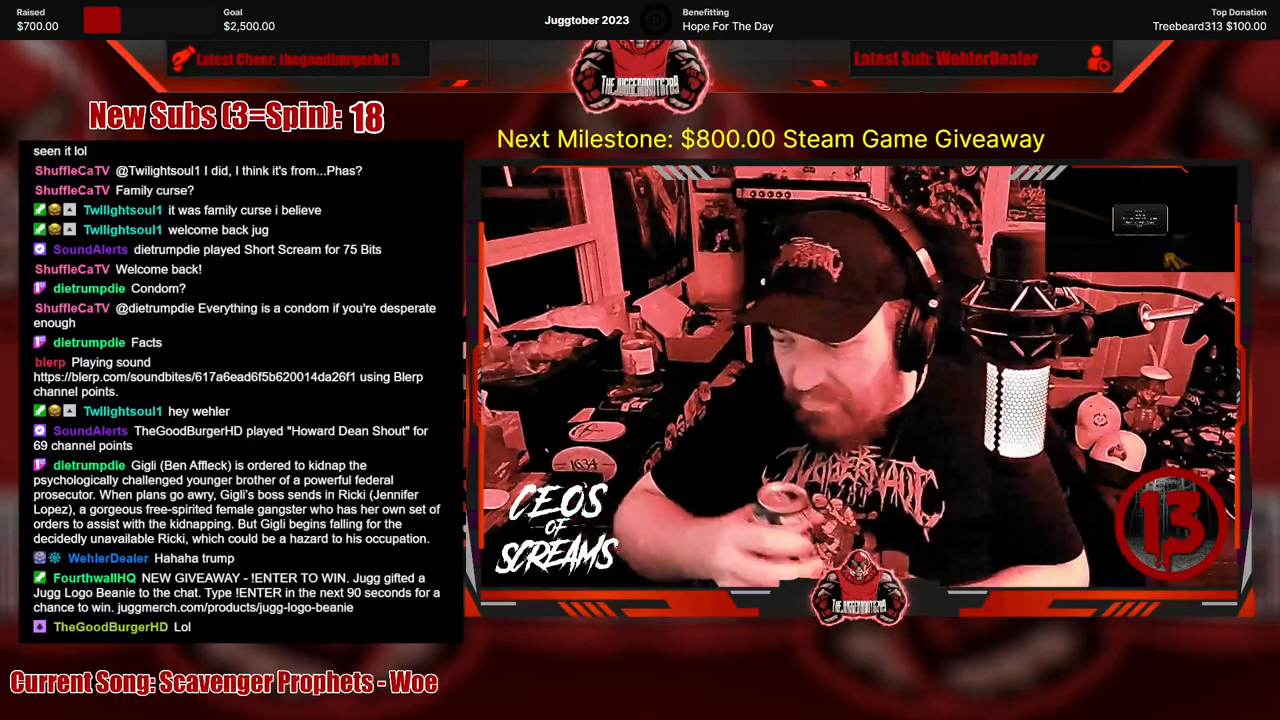 Raised
$700.00
Goal
$2,500.00
Juggtober 2023
Benefitting
Hope For The Day
Top Donation
Treebeard313 $100.00
Latest Cheer: thegoodburgerhd 5
THEJUGGERNAUT6789
Latest Sub: WehlerDealer
New Subs (3=Spin): 18
Next Milestone: $800.00 Steam Game Giveaway
seen it lol
ShuffleCaTV @Twilightsoul1 I did, I think it's from...Phas?
ShuffleCaTV Family curse?
Twilightsoul1 it was family curse i believe
Twilightsoul1 welcome back jug
SoundAlerts dietrumpdie played Short Scream for 75 Bits
ShuffleCaTV Welcome back!
dietrumpdie Condom?
ShuffleCaTV @dietrumpdie Everything is a condom if you're desperate
enough
dietrumpdie Facts
blerp Playing sound
https://blerp.com/soundbites/617a6ead6f5b620014da26f1 using Blerp
channel points.
Twilightsoul1 hey wehler
SoundAlerts TheGoodBurgerHD played "Howard Dean Shout" for
69 channel points
dietrumpdie Gigli (Ben Affleck) is ordered to kidnap the
psychologically challenged younger brother of a powerful federal
prosecutor. When plans go awry, Gigli's boss sends in Ricki (Jennifer
Lopez), a gorgeous free-spirited female gangster who has her own set of
orders to assist with the kidnapping. But Gigli begins falling for the
decidedly unavailable Ricki, which could be a hazard to his occupation.
WehlerDealer Hahaha trump
FourthwallHQ NEW GIVEAWAY - !ENTER TO WIN. Jugg gifted a
Jugg Logo Beanie to the chat. Type !ENTER in the next 90 seconds for a
chance to win. juggmerch.com/products/jugg-logo-beanie
TheGoodBurgerHD Lol
1634
CEOS
OF
SCREAMS
JUGGERNAUT
13
THEJUGGERNAUT6789
Current Song: Scavenger Prophets - Woe